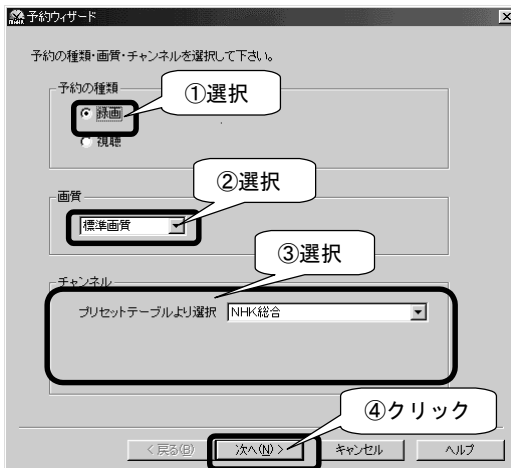 予約ウィザード
予約の種類・画質・チャンネルを選択して下さい。
予約の種類
①選択
録画
視聴
②選択
画質
標準画質
③選択
チャンネル
プリセットテーブルより選択 NHK総合
④クリック
< 戻る(B) 次へ(N) > キャンセル ヘルプ